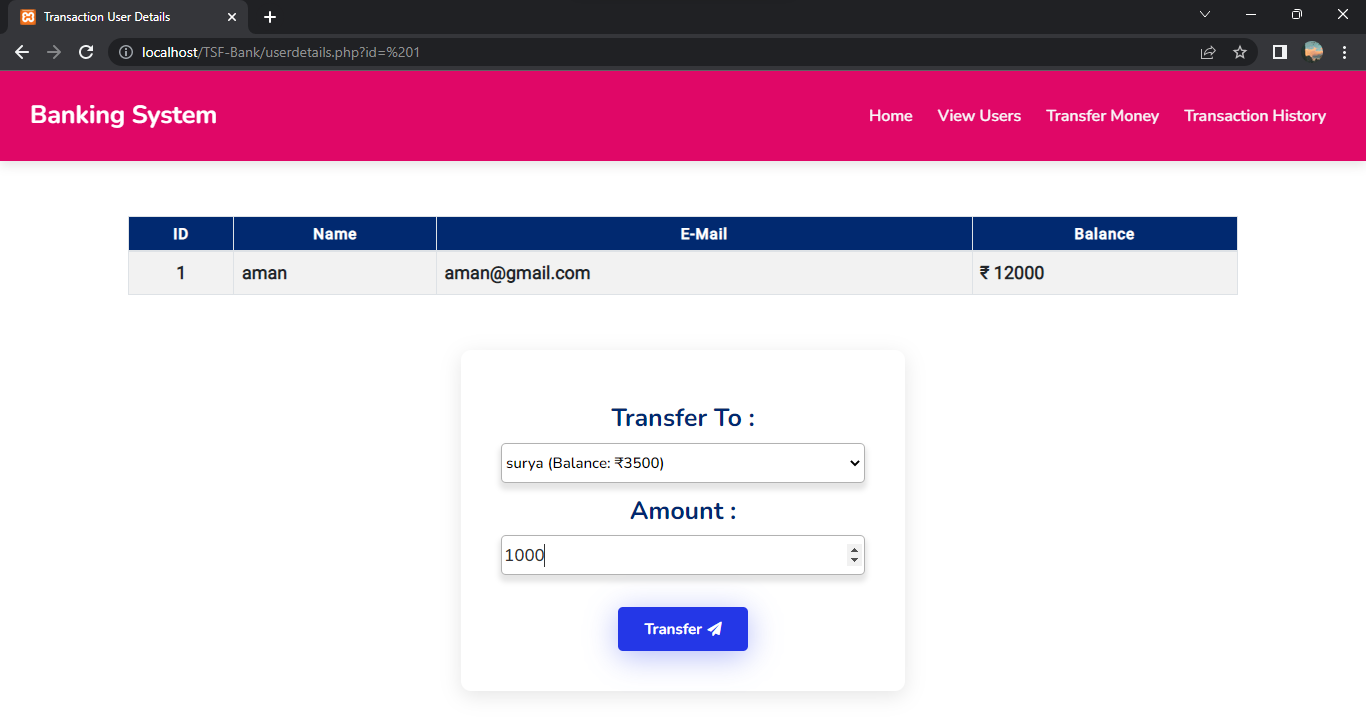 Transaction User Details
localhost/TSF-Bank/userdetails.php?id=%201
Banking System
Home View Users Transfer Money Transaction History
ID Name E-Mail Balance
1 aman aman@gmail.com ₹ 12000
Transfer To :
surya (Balance: ₹3500)
Amount :
1000
Transfer